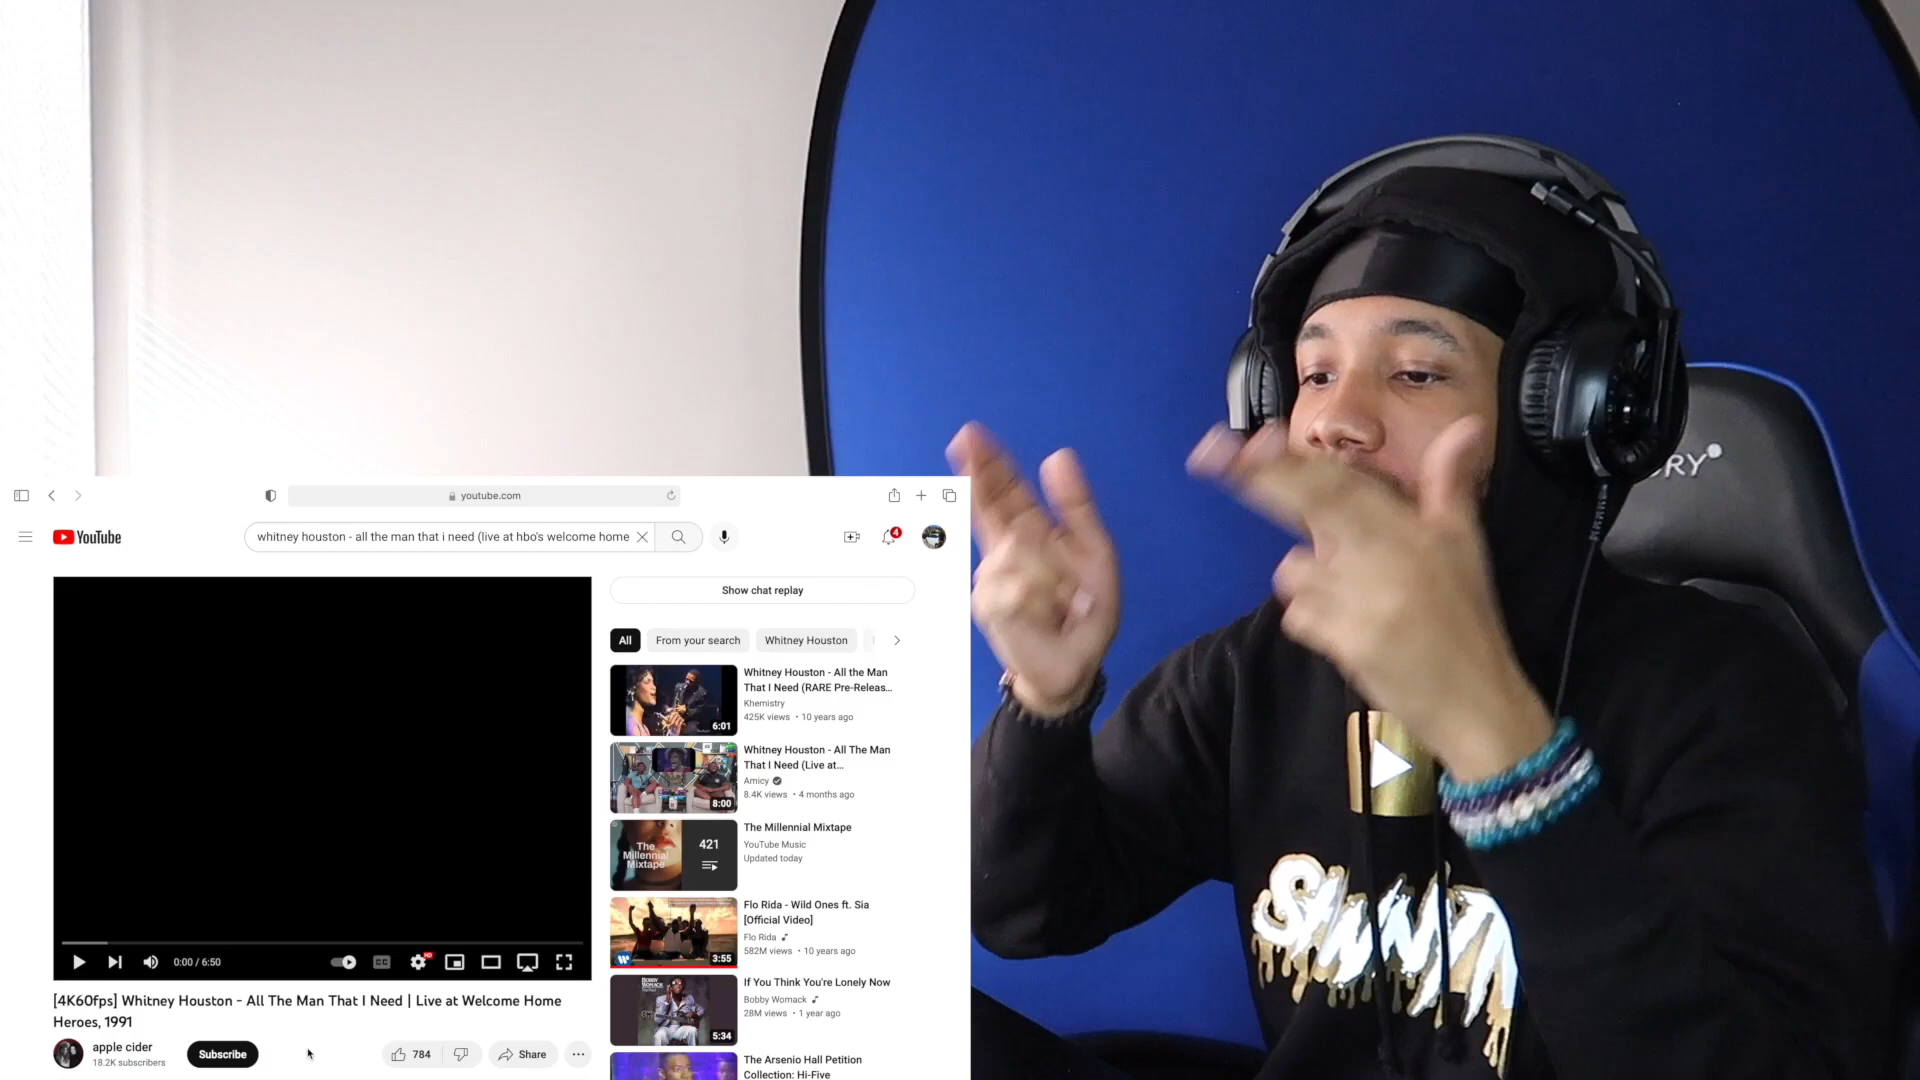 youtube.com
YouTube
whitney houston - all the man that i need (live at hbo's welcome home
4
Show chat replay
All
From your search
Whitney Houston
Whitney Houston - All the Man
That I Need (RARE Pre-Releas...
Khemistry
425K views • 10 years ago
6:01
Whitney Houston - All The Man
That I Need (Live at...
Amicy
8.4K views • 4 months ago
8:00
The
Millennial
Mixtape
421
The Millennial Mixtape
YouTube Music
Updated today
Flo Rida - Wild Ones ft. Sia
[Official Video]
Flo Rida
582M views • 10 years ago
3:55
BOBBY
WOMACK
If You Think You're Lonely Now
Bobby Womack
28M views • 1 year ago
5:34
The Arsenio Hall Petition
Collection: Hi-Five
0:00 / 6:50
CC
HD
[4K60fps] Whitney Houston - All The Man That I Need | Live at Welcome Home
Heroes, 1991
apple cider
18.2K subscribers
Subscribe
784
Share
RY